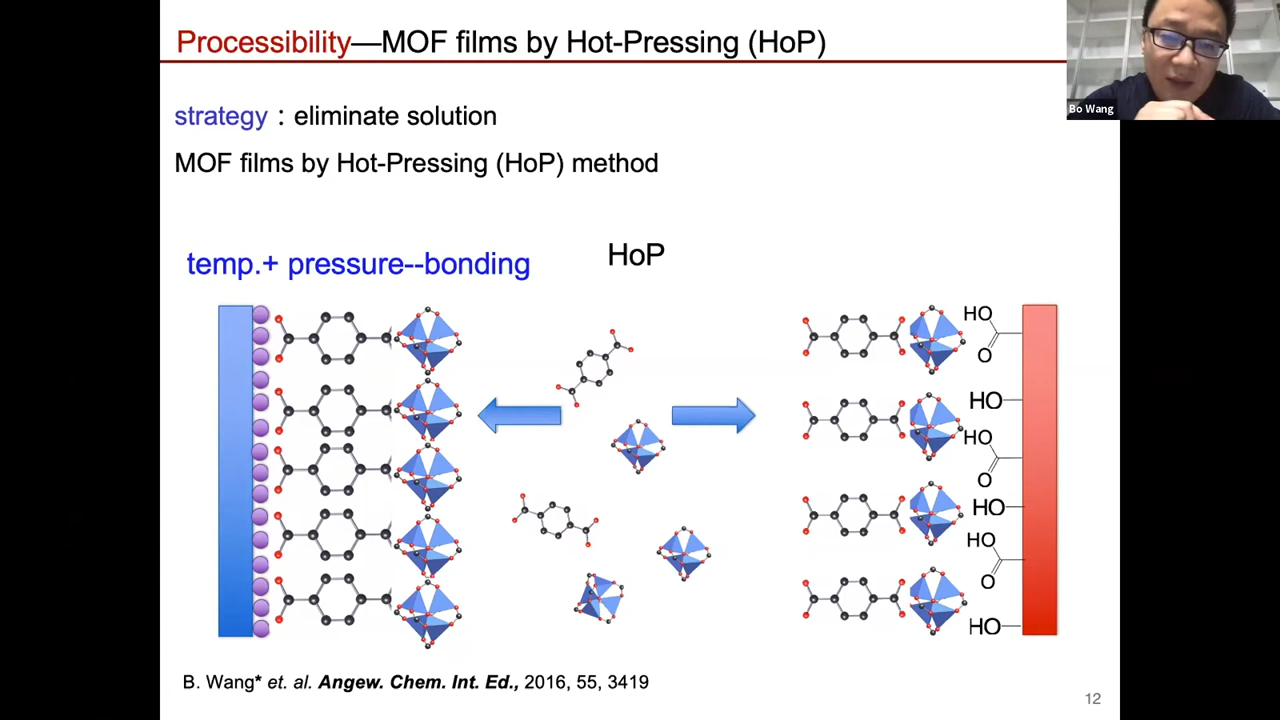 Processibility—MOF films by Hot-Pressing (HoP)
Bo Wang
strategy：eliminate solution
MOF films by Hot-Pressing (HoP) method
temp.+ pressure--bonding
HoP
HO
O
HO
HO
O
HO
HO
O
HO
B. Wang* et. al. Angew. Chem. Int. Ed., 2016, 55, 3419
12